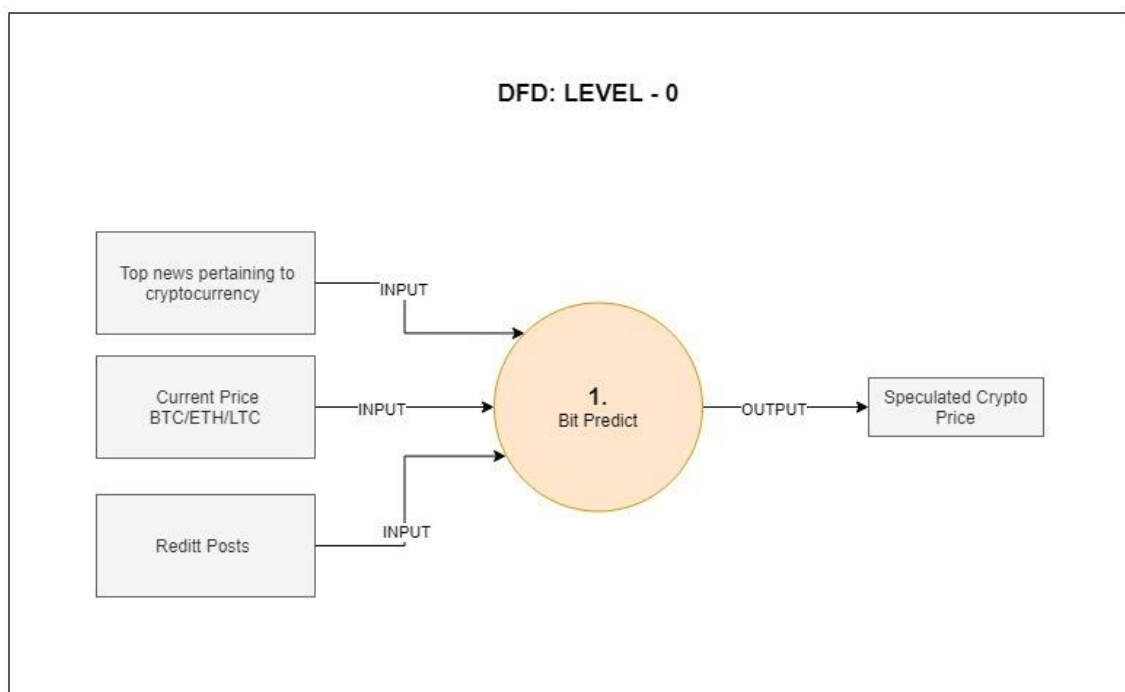 DFD: LEVEL - 0
Top news pertaining to
cryptocurrency
INPUT
Current Price
BTC/ETH/LTC
INPUT
1.
Bit Predict
OUTPUT
Speculated Crypto
Price
Reditt Posts
INPUT